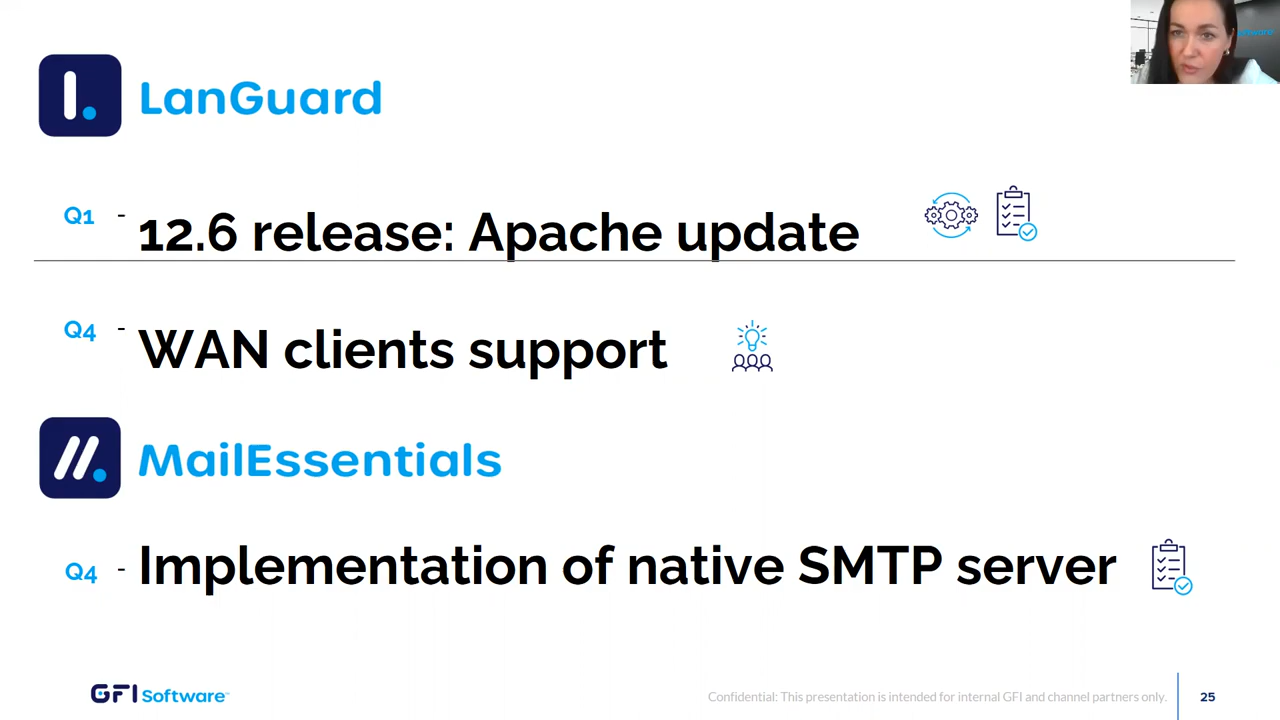 LanGuard
Q1 - 12.6 release: Apache update
Q4 - WAN clients support
MailEssentials
Q4 - Implementation of native SMTP server
GFI Software™
Confidential: This presentation is intended for internal GFI and channel partners only.
25